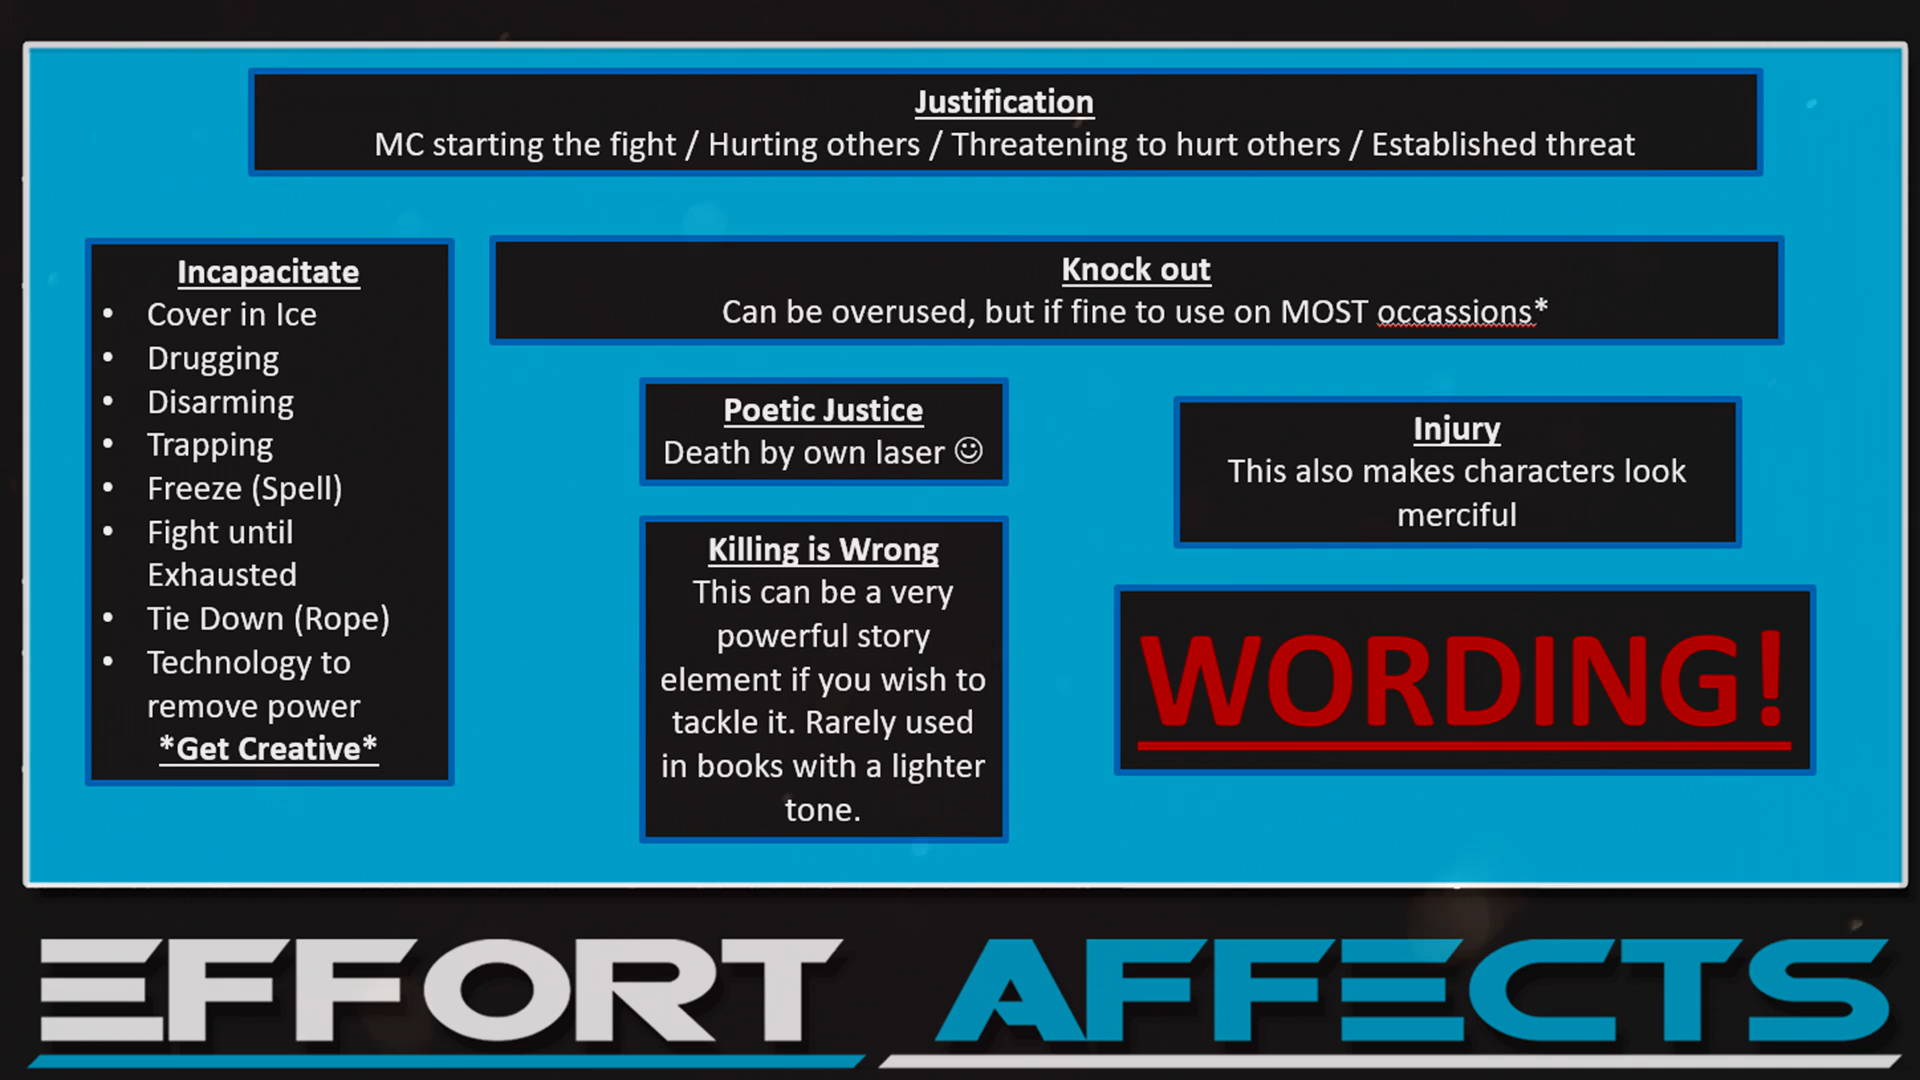 Justification
MC starting the fight / Hurting others / Threatening to hurt others / Established threat
Incapacitate
• Cover in Ice
• Drugging
• Disarming
• Trapping
• Freeze (Spell)
• Fight until
Exhausted
• Tie Down (Rope)
• Technology to
remove power
*Get Creative*
Knock out
Can be overused, but if fine to use on MOST occassions*
Poetic Justice
Death by own laser ☺
Killing is Wrong
This can be a very
powerful story
element if you wish to
tackle it. Rarely used
in books with a lighter
tone.
Injury
This also makes characters look
merciful
WORDING!
EFFORT AFFECTS